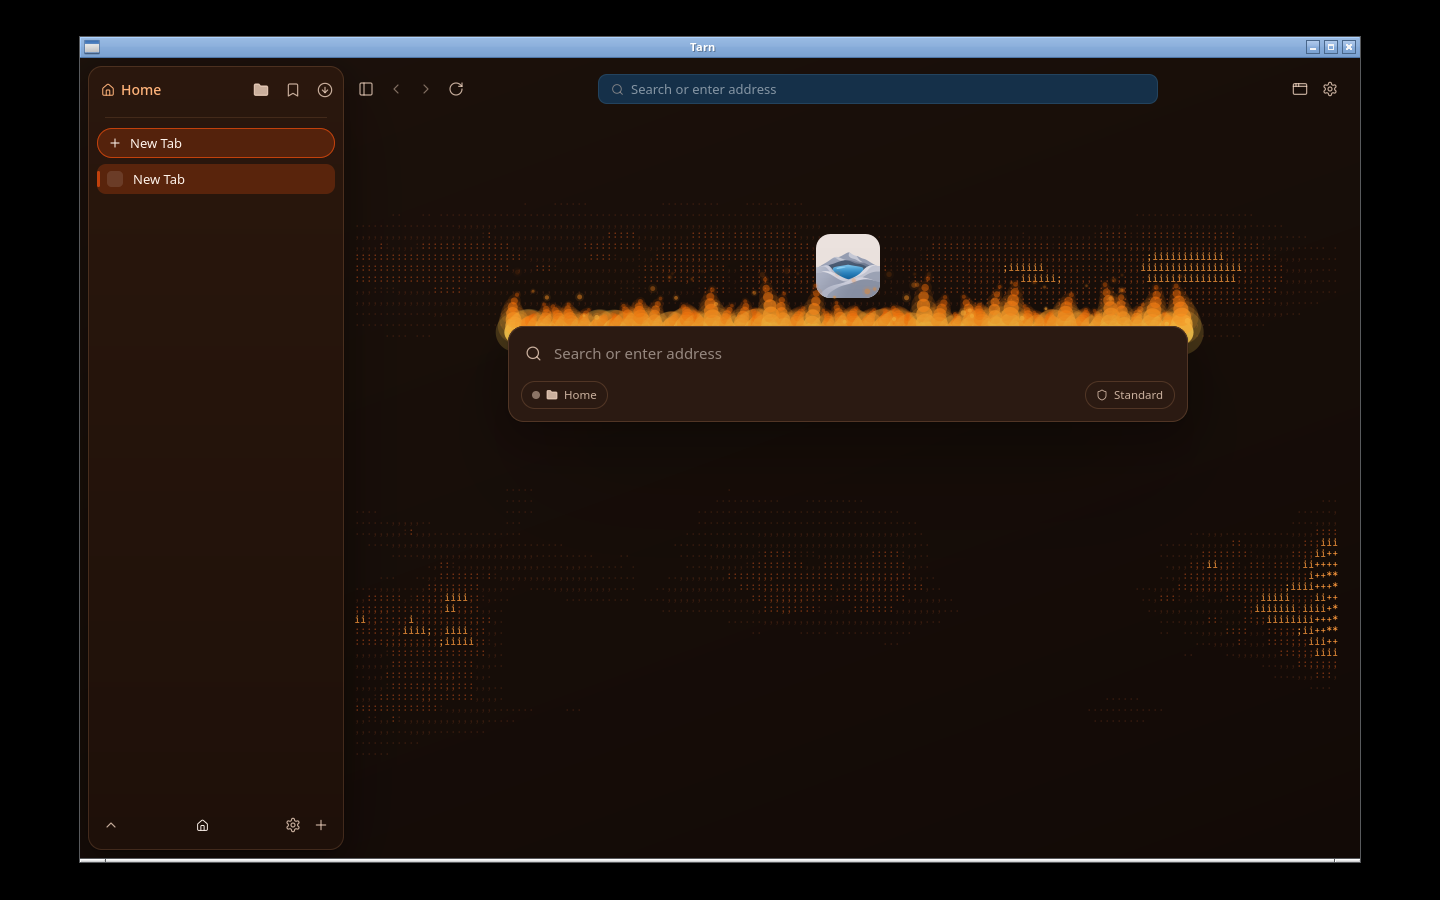 Tarn
Home
Search or enter address
New Tab
New Tab
Search or enter address
Home
Standard